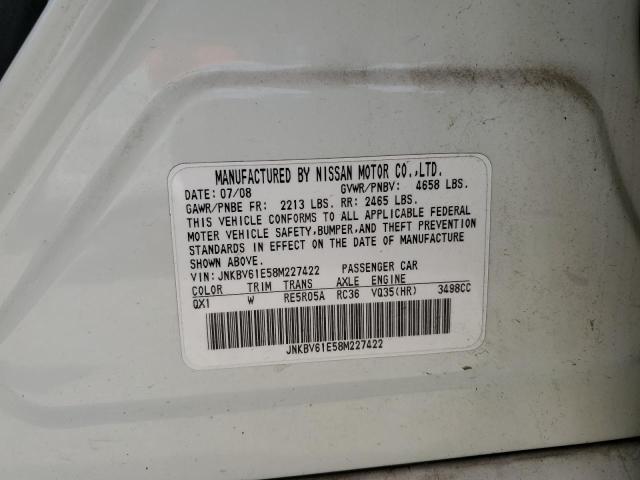 MANUFACTURED BY NISSAN MOTOR CO.,LTD.
DATE: 07/08 GVWR/PNBV: 4658 LBS.
GAWR/PNBE FR: 2213 LBS. RR: 2465 LBS.
THIS VEHICLE CONFORMS TO ALL APPLICABLE FEDERAL
MOTOR VEHICLE SAFETY,BUMPER,AND THEFT PREVENTION
STANDARDS IN EFFECT ON THE DATE OF MANUFACTURE
SHOWN ABOVE.
VIN: JNKBV61E58M227422 PASSENGER CAR
COLOR TRIM TRANS AXLE ENGINE
QX1 W RE5R05A RC36 VQ35(HR) 3498CC
JNKBV61E58M227422